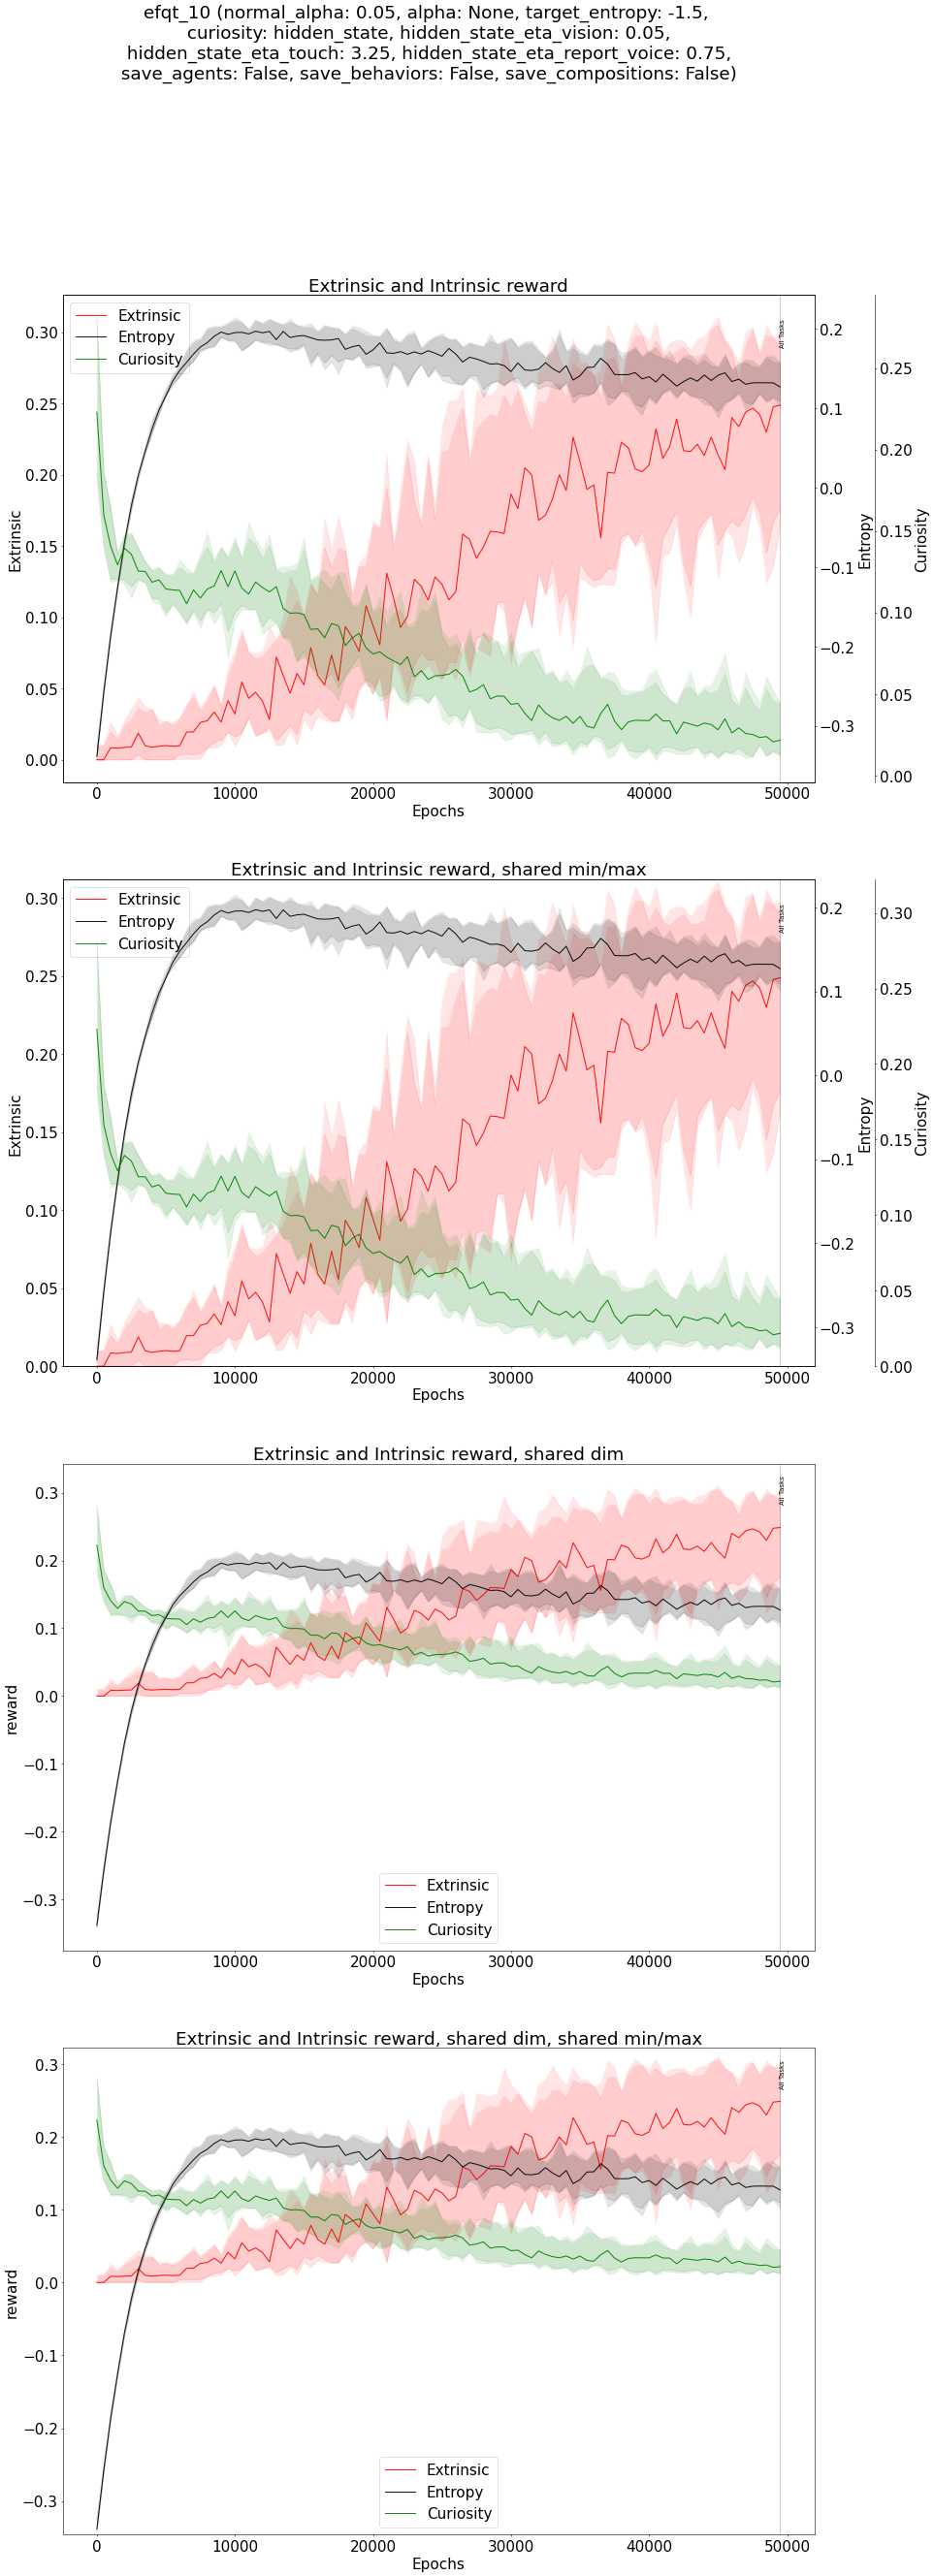 efqt_10 (normal_alpha: 0.05, alpha: None, target_entropy: -1.5,
curiosity: hidden_state, hidden_state_eta_vision: 0.05,
hidden_state_eta_touch: 3.25, hidden_state_eta_report_voice: 0.75,
save_agents: False, save_behaviors: False, save_compositions: False)
Extrinsic and Intrinsic reward
Extrinsic
Entropy
Curiosity
All Tasks
0.30
0.25
0.20
0.15
0.10
0.05
0.00
Extrinsic
0.2
0.1
0.0
−0.1
−0.2
−0.3
Entropy
0.25
0.20
0.15
0.10
0.05
0.00
Curiosity
0 10000 20000 30000 40000 50000
Epochs
Extrinsic and Intrinsic reward, shared min/max
Extrinsic
Entropy
Curiosity
All Tasks
0.30
0.25
0.20
0.15
0.10
0.05
0.00
Extrinsic
0.2
0.1
0.0
−0.1
−0.2
−0.3
Entropy
0.30
0.25
0.20
0.15
0.10
0.05
0.00
Curiosity
0 10000 20000 30000 40000 50000
Epochs
Extrinsic and Intrinsic reward, shared dim
All Tasks
0.3
0.2
0.1
0.0
−0.1
−0.2
−0.3
reward
Extrinsic
Entropy
Curiosity
0 10000 20000 30000 40000 50000
Epochs
Extrinsic and Intrinsic reward, shared dim, shared min/max
All Tasks
0.3
0.2
0.1
0.0
−0.1
−0.2
−0.3
reward
Extrinsic
Entropy
Curiosity
0 10000 20000 30000 40000 50000
Epochs